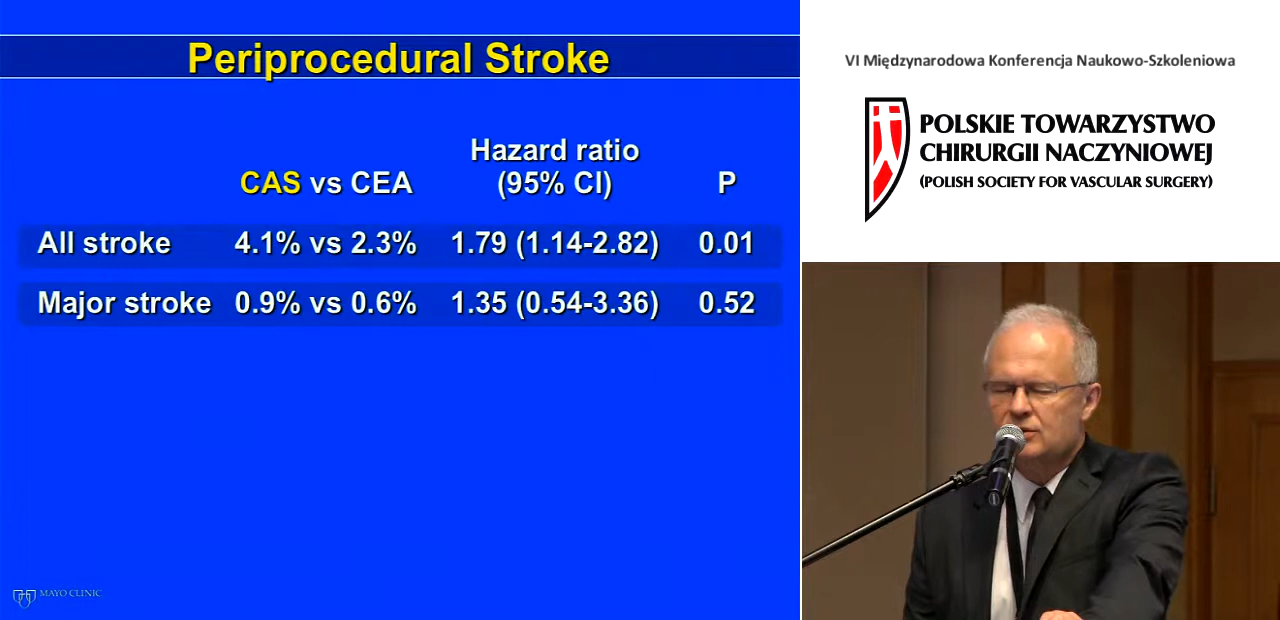 Periprocedural Stroke
Hazard ratio
CAS vs CEA (95% CI) P
All stroke 4.1% vs 2.3% 1.79 (1.14-2.82) 0.01
Major stroke 0.9% vs 0.6% 1.35 (0.54-3.36) 0.52
MAYO CLINIC
VI Międzynarodowa Konferencja Naukowo-Szkoleniowa
POLSKIE TOWARZYSTWO
CHIRURGII NACZYNIOWEJ
(POLISH SOCIETY FOR VASCULAR SURGERY)